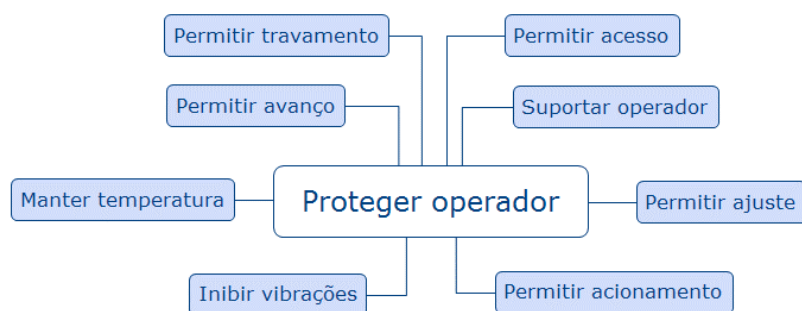 Permitir travamento
Permitir acesso
Permitir avanço
Suportar operador
Manter temperatura
Proteger operador
Permitir ajuste
Inibir vibrações
Permitir acionamento